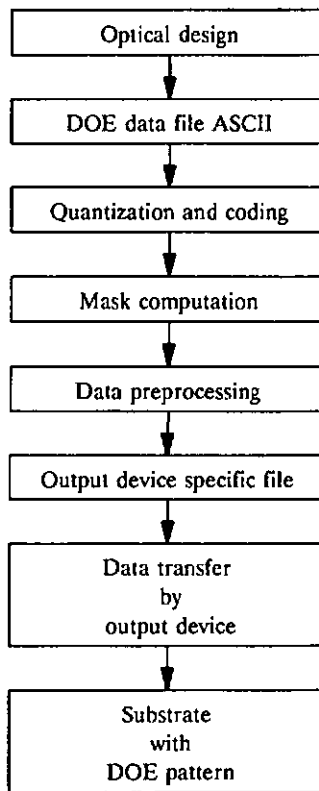 Optical design
DOE data file ASCII
Quantization and coding
Mask computation
Data preprocessing
Output device specific file
Data transfer
by
output device
Substrate
with
DOE pattern